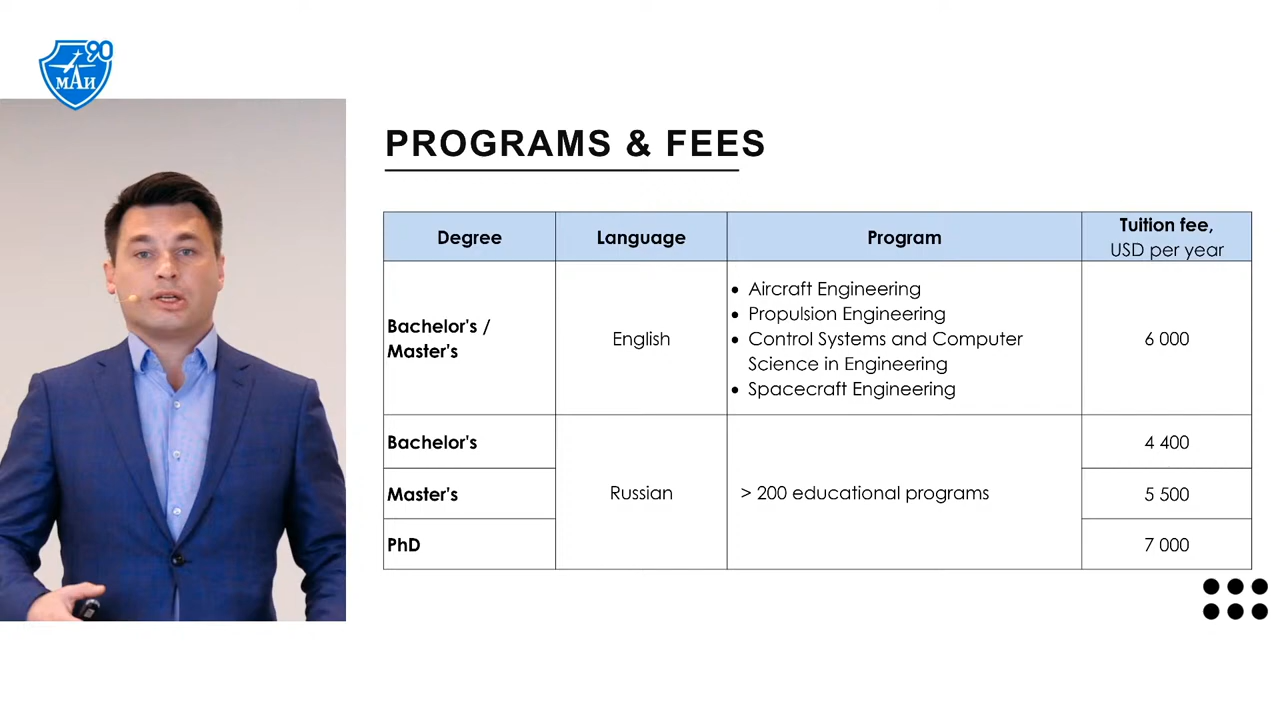 90
МАИ
PROGRAMS & FEES
Degree
Language
Program
Tuition fee,
USD per year
Bachelor's /
Master's
English
• Aircraft Engineering
• Propulsion Engineering
• Control Systems and Computer
Science in Engineering
• Spacecraft Engineering
6 000
Bachelor's
Russian
> 200 educational programs
4 400
Master's
5 500
PhD
7 000